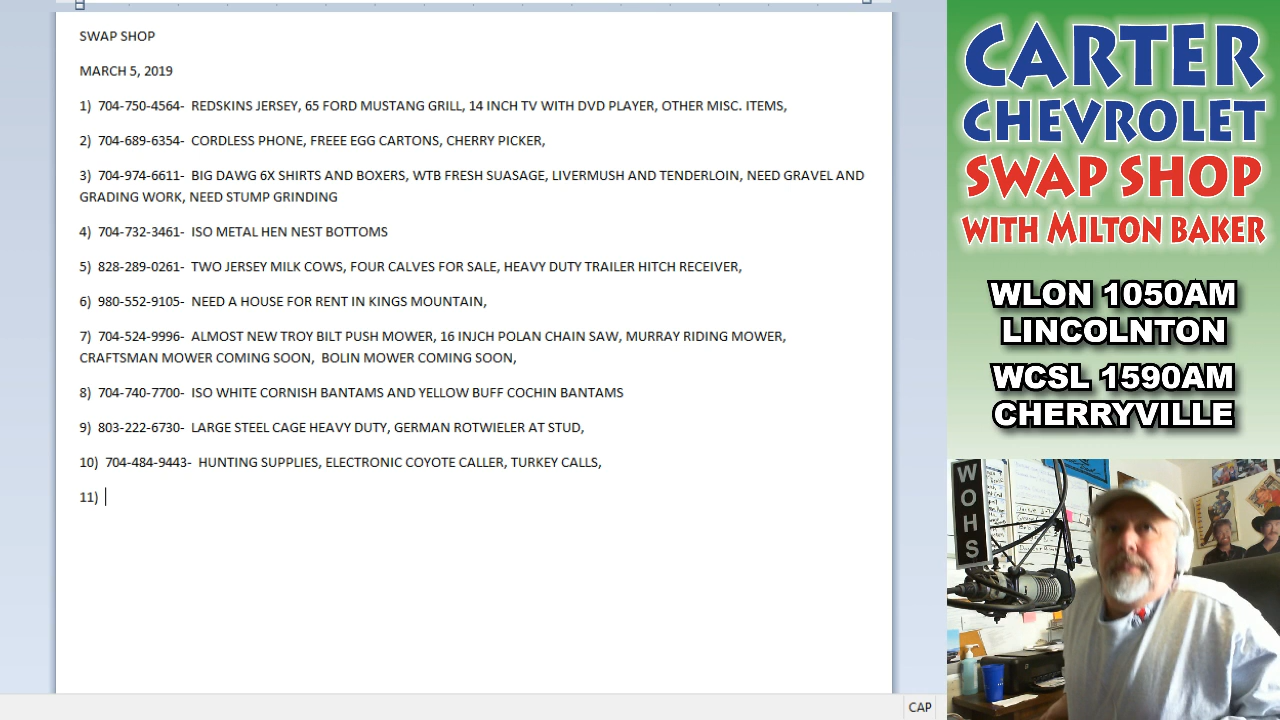 SWAP SHOP
MARCH 5, 2019
1) 704-750-4564- REDSKINS JERSEY, 65 FORD MUSTANG GRILL, 14 INCH TV WITH DVD PLAYER, OTHER MISC. ITEMS,
2) 704-689-6354- CORDLESS PHONE, FREEE EGG CARTONS, CHERRY PICKER,
3) 704-974-6611- BIG DAWG 6X SHIRTS AND BOXERS, WTB FRESH SUASAGE, LIVERMUSH AND TENDERLOIN, NEED GRAVEL AND
GRADING WORK, NEED STUMP GRINDING
4) 704-732-3461- ISO METAL HEN NEST BOTTOMS
5) 828-289-0261- TWO JERSEY MILK COWS, FOUR CALVES FOR SALE, HEAVY DUTY TRAILER HITCH RECEIVER,
6) 980-552-9105- NEED A HOUSE FOR RENT IN KINGS MOUNTAIN,
7) 704-524-9996- ALMOST NEW TROY BILT PUSH MOWER, 16 INJCH POLAN CHAIN SAW, MURRAY RIDING MOWER,
CRAFTSMAN MOWER COMING SOON, BOLIN MOWER COMING SOON,
8) 704-740-7700- ISO WHITE CORNISH BANTAMS AND YELLOW BUFF COCHIN BANTAMS
9) 803-222-6730- LARGE STEEL CAGE HEAVY DUTY, GERMAN ROTWIELER AT STUD,
10) 704-484-9443- HUNTING SUPPLIES, ELECTRONIC COYOTE CALLER, TURKEY CALLS,
11)
CAP
CARTER
CHEVROLET
SWAP SHOP
WITH MILTON BAKER
WLON 1050AM
LINCOLNTON
WCSL 1590AM
CHERRYVILLE
WOHS